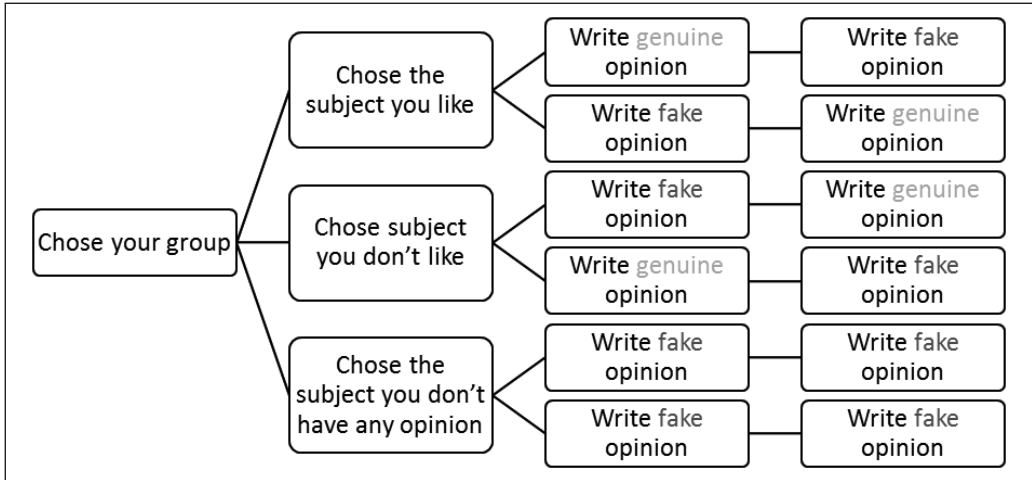 Chose your group
Chose the
subject you like
Write genuine
opinion
Write fake
opinion
Write fake
opinion
Write genuine
opinion
Chose subject
you don't like
Write fake
opinion
Write genuine
opinion
Write genuine
opinion
Write fake
opinion
Chose the
subject you don't
have any opinion
Write fake
opinion
Write fake
opinion
Write fake
opinion
Write fake
opinion